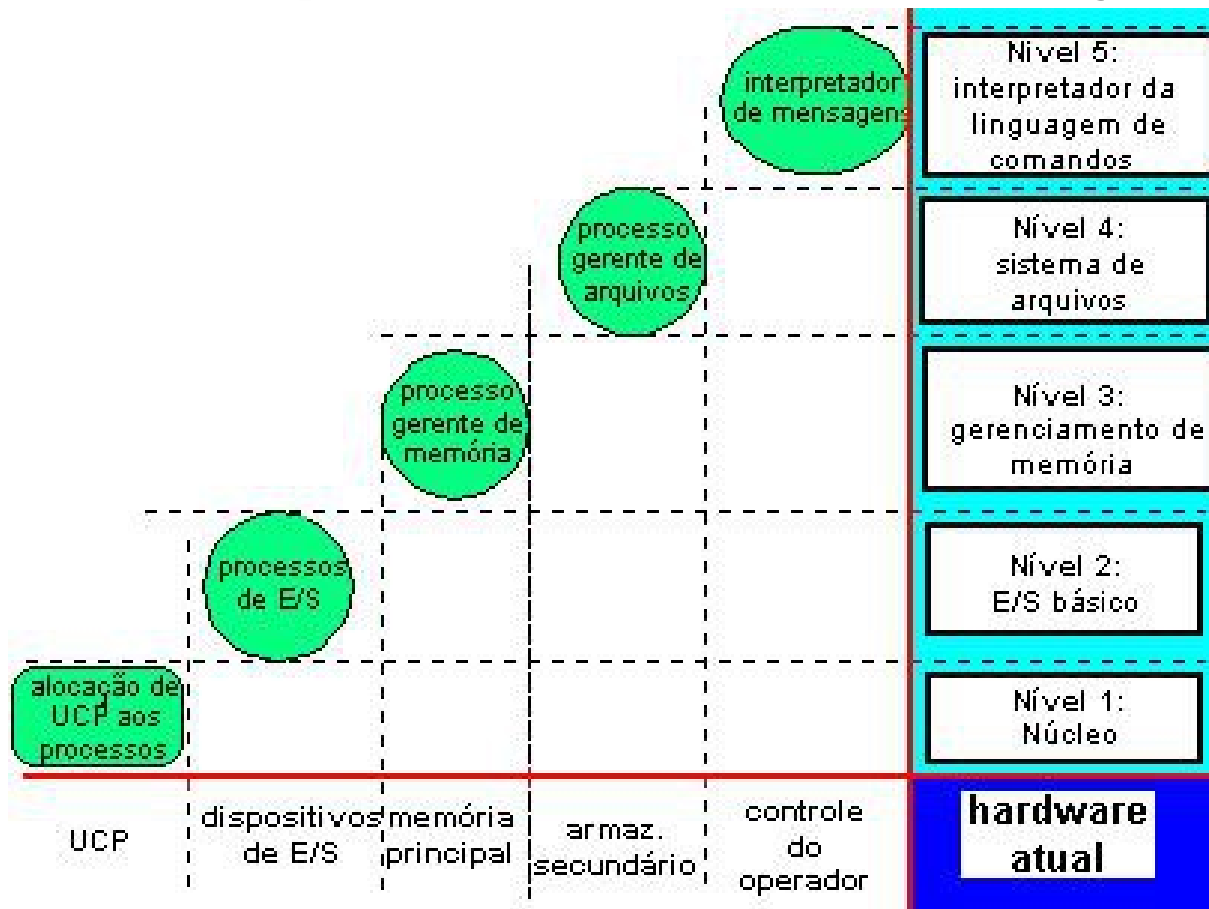 interpretador
de mensagens
Nível 5:
interpretador da
linguagem de
comandos
processo
gerente de
arquivos
Nível 4:
sistema de
arquivos
processo
gerente de
memória
Nível 3:
gerenciamento de
memória
processos
de E/S
Nível 2:
E/S básico
alocação de
UCP aos
processos
Nível 1:
Núcleo
UCP
dispositivos
de E/S
memória
principal
armaz.
secundário
controle
do
operador
hardware
atual